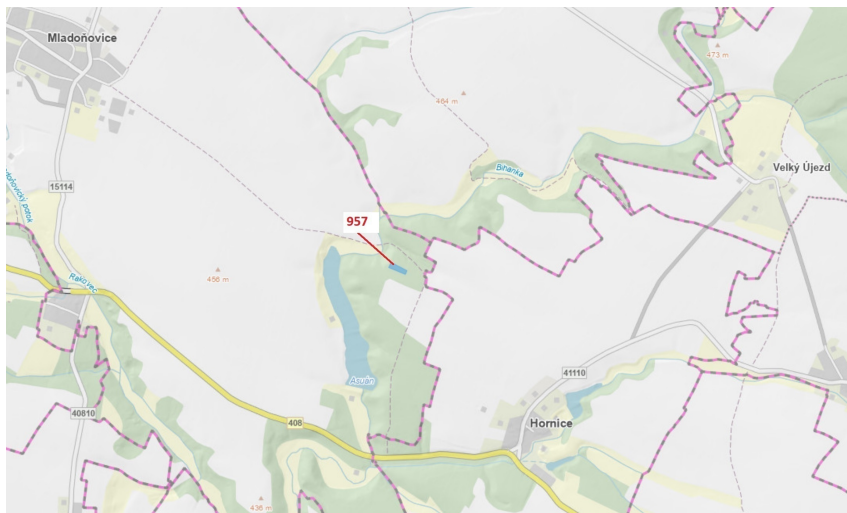 Mladoňovice
473 m
464 m
Bihanka
Velký Újezd
15114
957
456 m
Rakovec
Asuán
41110
40810
408
Hornice
436 m